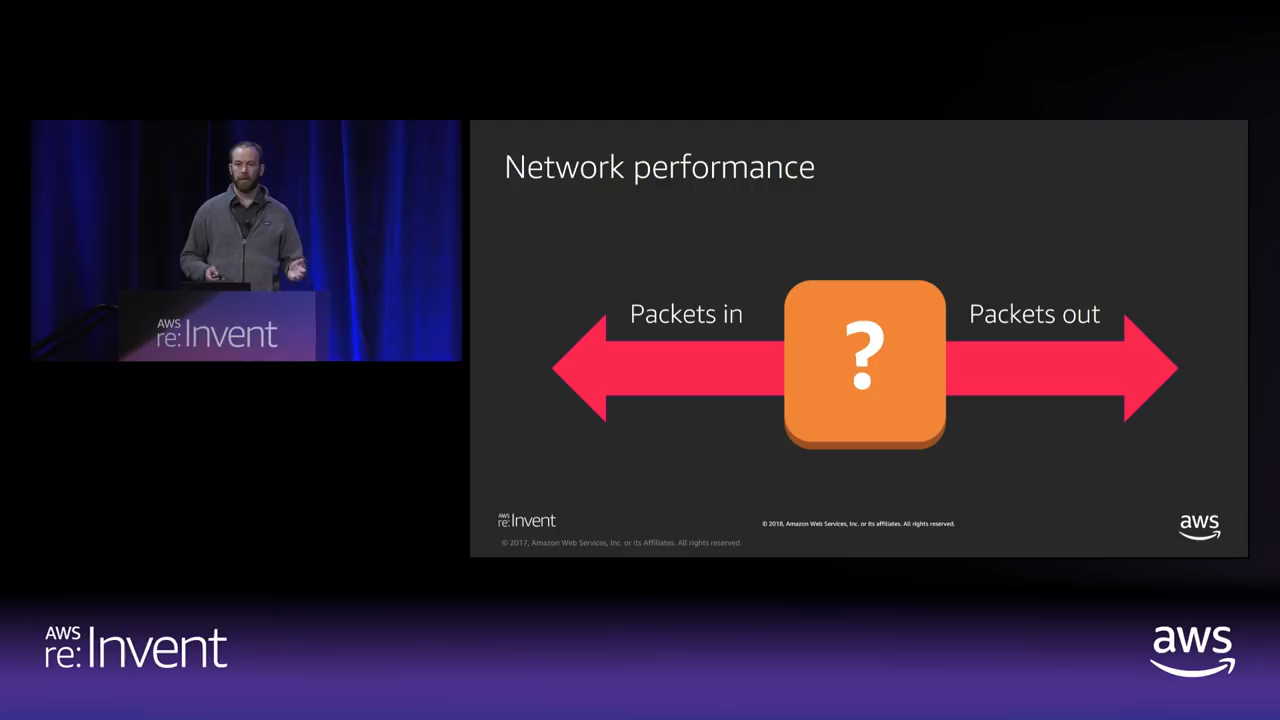 Network performance
Packets in
?
Packets out
AWS
re:Invent
AWS
re:Invent
© 2018, Amazon Web Services, Inc. or its affiliates. All rights reserved.
aws
© 2017, Amazon Web Services, Inc. or its Affiliates. All rights reserved.
AWS
re:Invent
aws